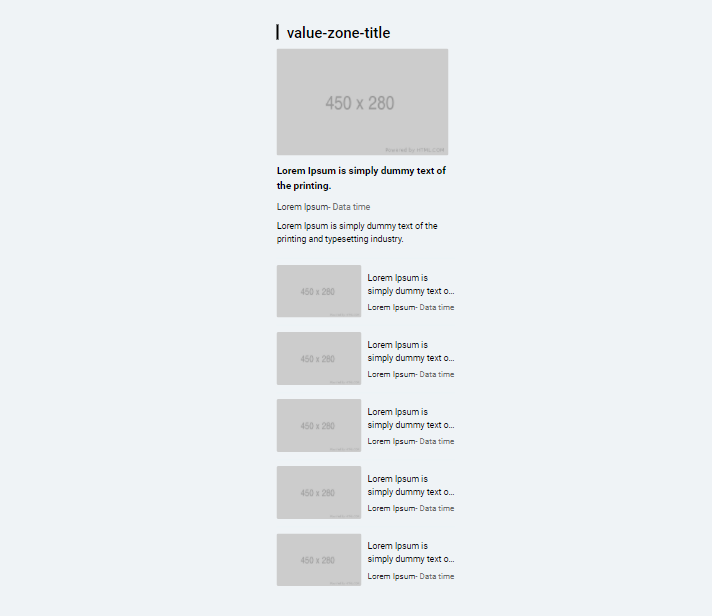 value-zone-title
450 x 280
Powered by HTML.COM
Lorem Ipsum is simply dummy text of
the printing.
Lorem Ipsum- Data time
Lorem Ipsum is simply dummy text of the
printing and typesetting industry.
450 x 280
Lorem Ipsum is
simply dummy text o...
Lorem Ipsum- Data time
450 x 280
Lorem Ipsum is
simply dummy text o...
Lorem Ipsum- Data time
450 x 280
Lorem Ipsum is
simply dummy text o...
Lorem Ipsum- Data time
450 x 280
Lorem Ipsum is
simply dummy text o...
Lorem Ipsum- Data time
450 x 280
Lorem Ipsum is
simply dummy text o...
Lorem Ipsum- Data time